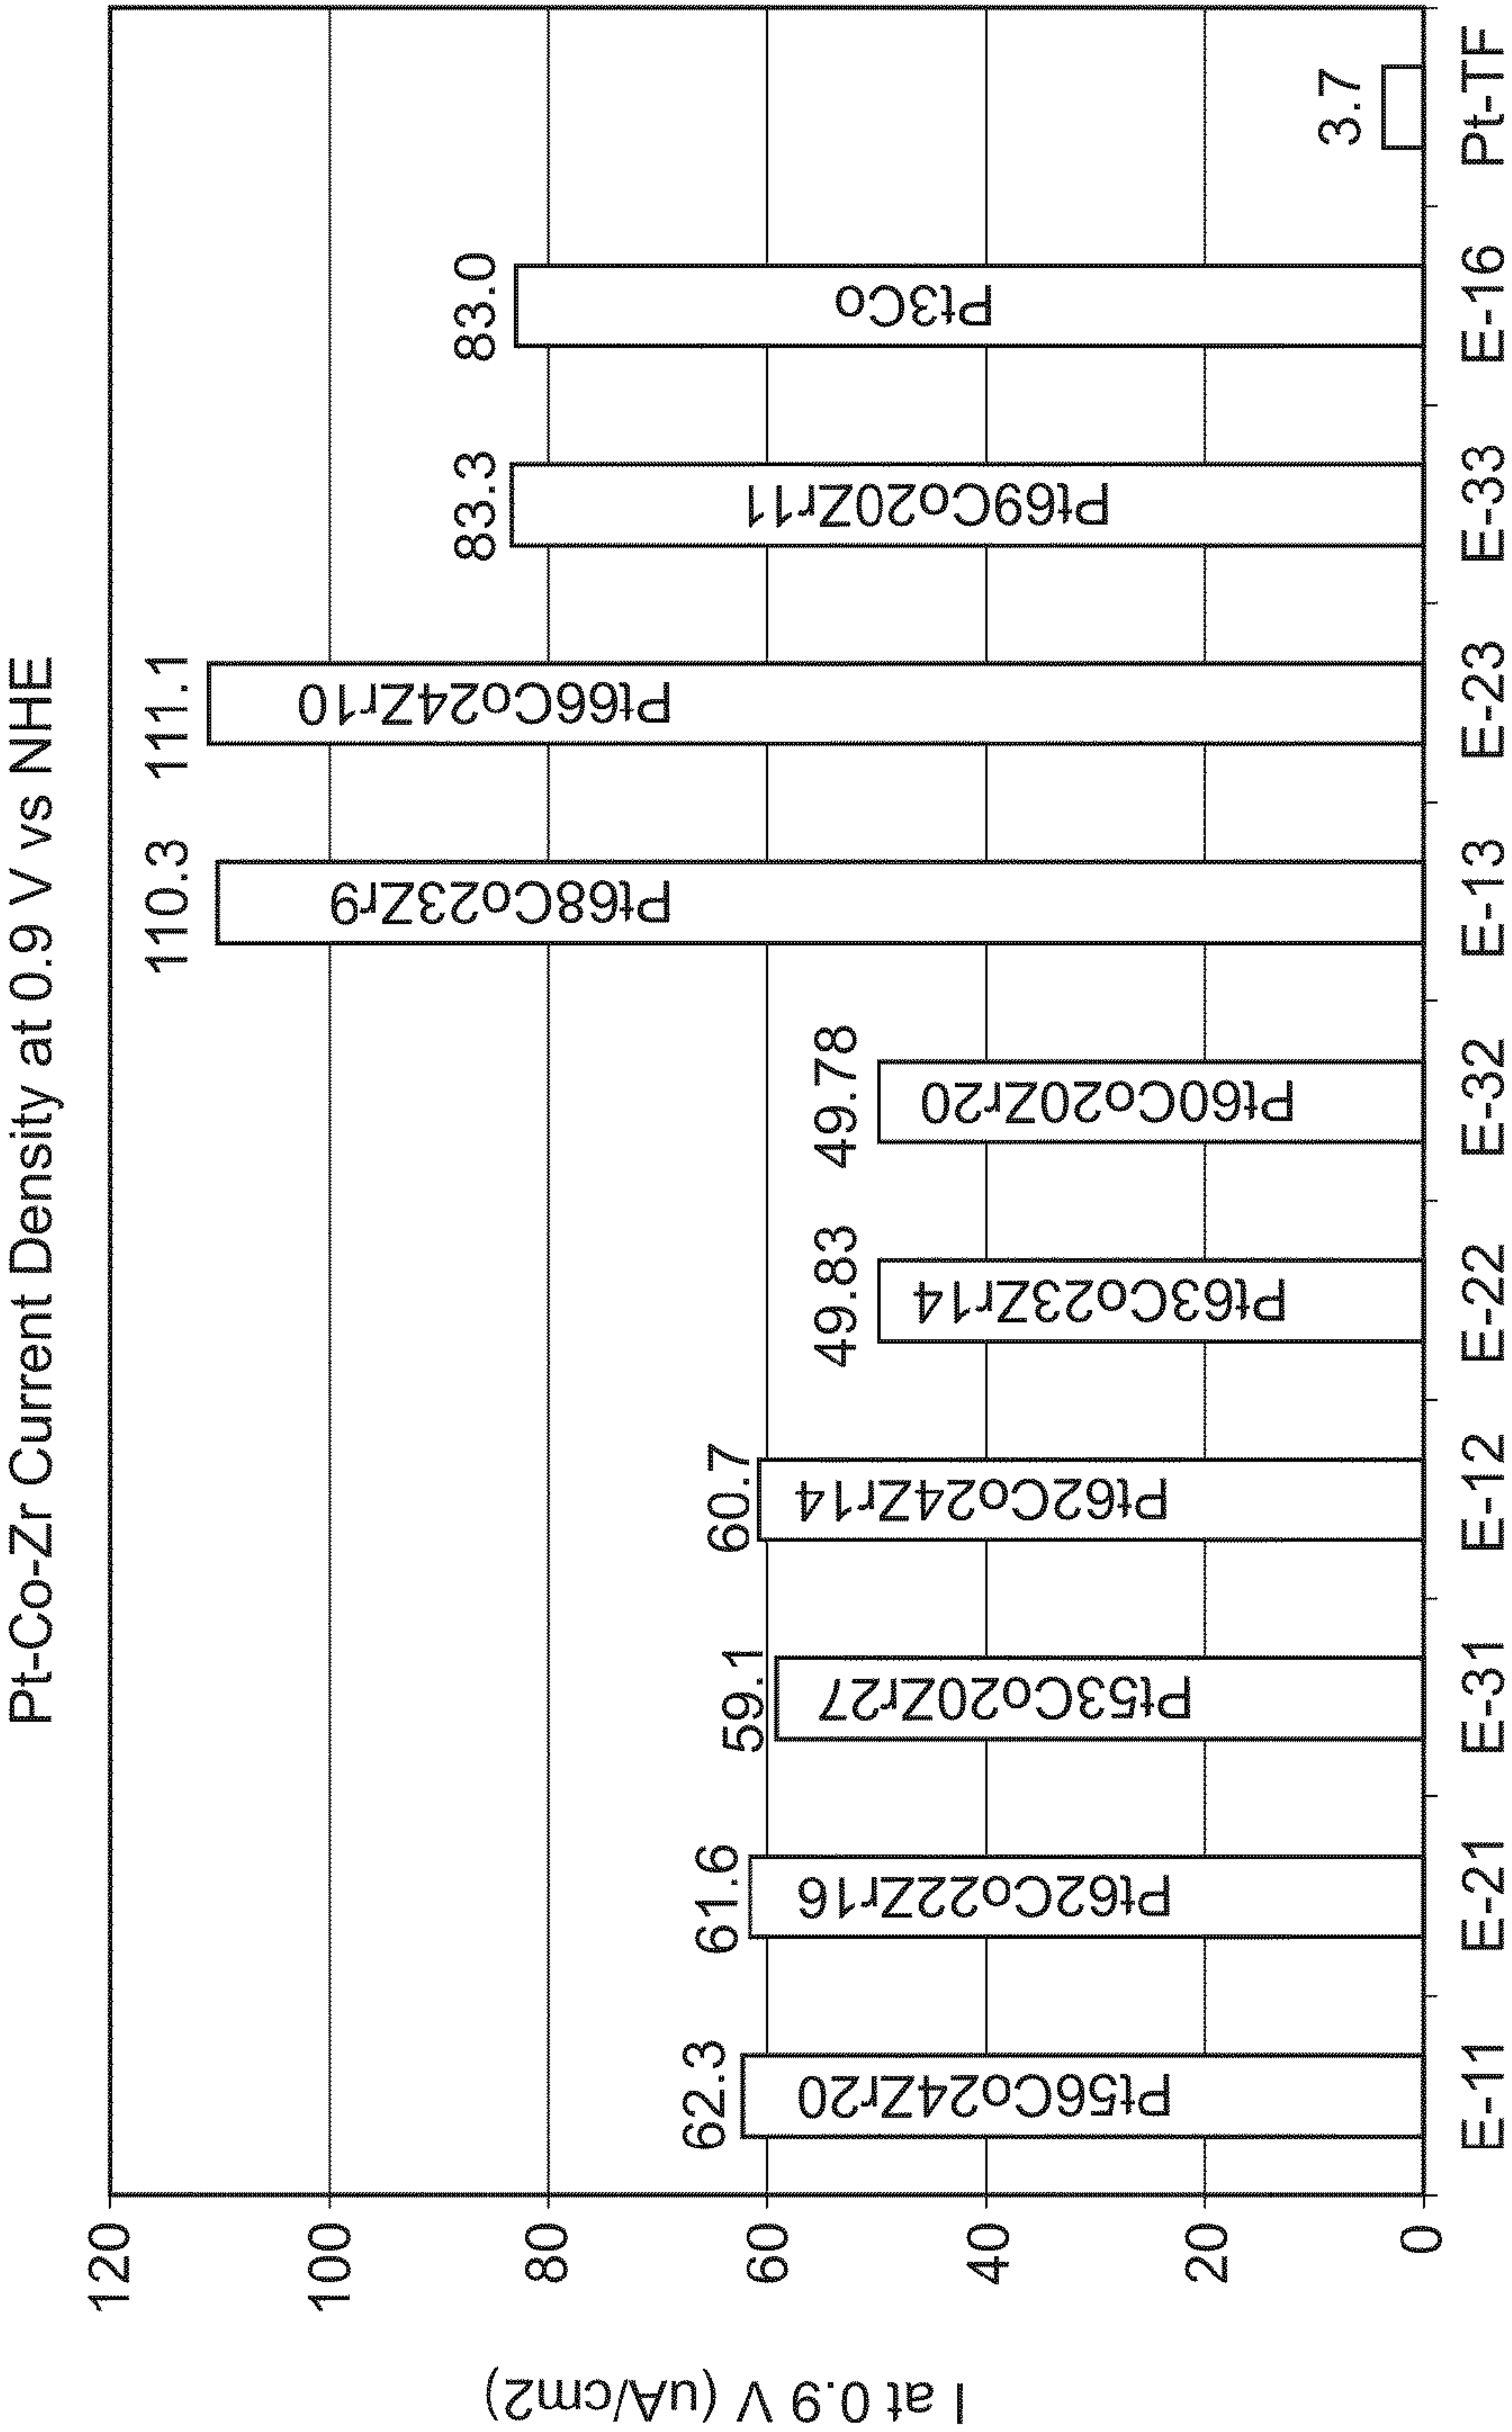 Pt-Co-Zr Current Density at 0.9 V vs NHE
I at 0.9 V (uA/cm2)
120
100
80
60
40
20
0
62.3
61.6
59.1
60.7
49.83
49.78
110.3
111.1
83.3
83.0
3.7
Pt56Co24Zr20
Pt62Co22Zr16
Pt53Co20Zr27
Pt62Co24Zr14
Pt63Co23Zr14
Pt60Co20Zr20
Pt68Co23Zr9
Pt66Co24Zr10
Pt69Co20Zr11
Pt3Co
E-11 E-21 E-31 E-12 E-22 E-32 E-13 E-23 E-33 E-16 Pt-TF